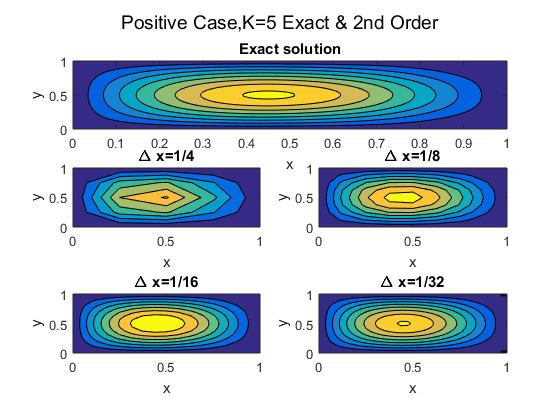 Positive Case,K=5 Exact & 2nd Order
Exact solution
y
1
0.5
0
0 0.1 0.2 0.3 0.4 0.5 0.6 0.7 0.8 0.9 1
x
Δ x=1/4
y
1
0.5
0
0 0.5 1
x
Δ x=1/8
y
1
0.5
0
0 0.5 1
x
Δ x=1/16
y
1
0.5
0
0 0.5 1
x
Δ x=1/32
y
1
0.5
0
0 0.5 1
x